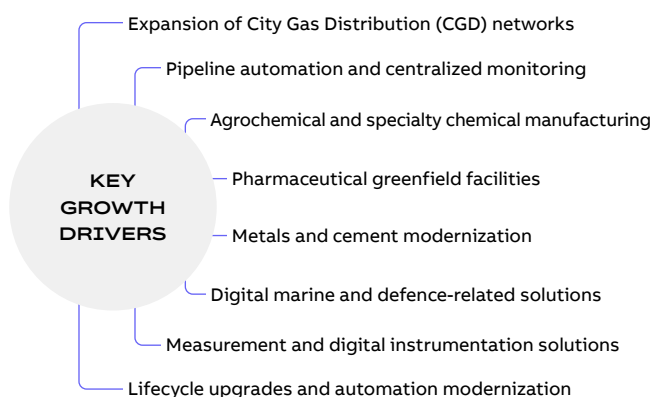 Expansion of City Gas Distribution (CGD) networks
Pipeline automation and centralized monitoring
Agrochemical and specialty chemical manufacturing
KEY
GROWTH
DRIVERS
Pharmaceutical greenfield facilities
Metals and cement modernization
Digital marine and defence-related solutions
Measurement and digital instrumentation solutions
Lifecycle upgrades and automation modernization